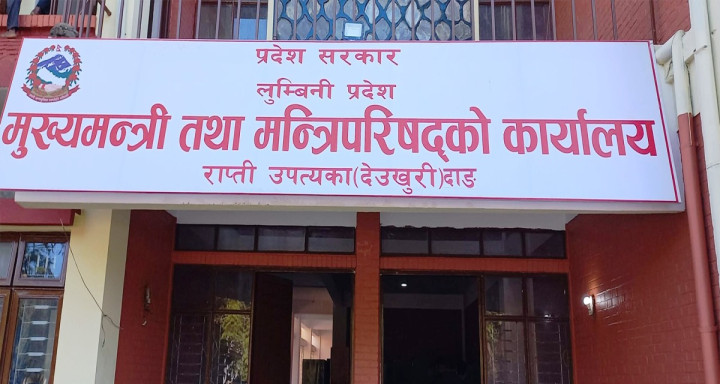 प्रदेश सरकार
लुम्बिनी प्रदेश
मुख्यमन्त्री तथा मन्त्रिपरिषद्को कार्यालय
राप्ती उपत्यका(देउखुरी)दाङ